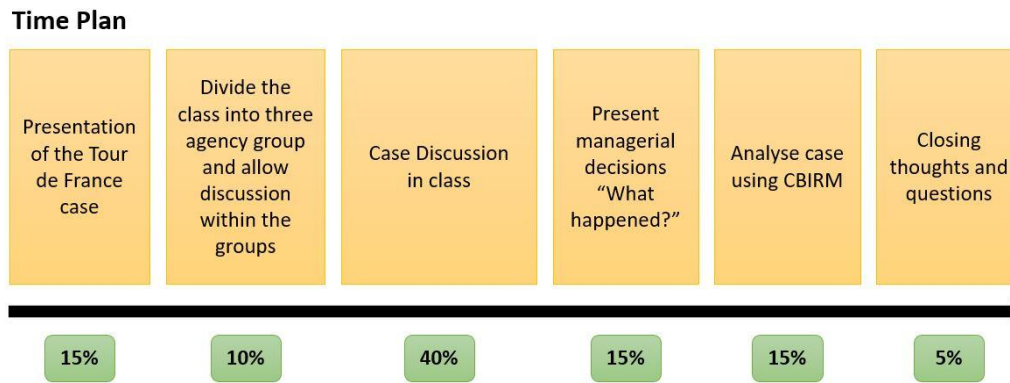 Time Plan
Presentation
of the Tour
de France
case
Divide the
class into three
agency group
and allow
discussion
within the
groups
Case Discussion
in class
Present
managerial
decisions
“What
happened?”
Analyse case
using CBIRM
Closing
thoughts and
questions
15%
10%
40%
15%
15%
5%